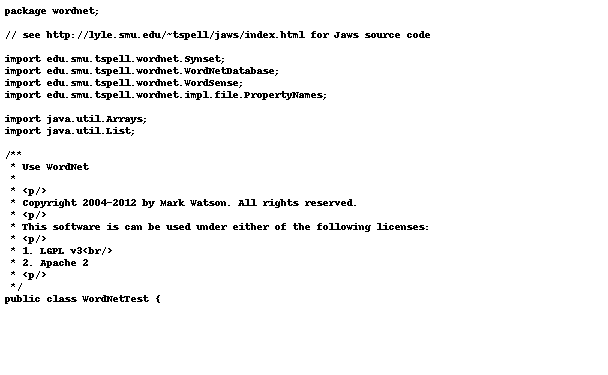 package wordnet;
// see http://lyle.smu.edu/~tspell/jaws/index.html for Jaws source code
import edu.smu.tspell.wordnet.Synset;
import edu.smu.tspell.wordnet.WordNetDatabase;
import edu.smu.tspell.wordnet.WordSense;
import edu.smu.tspell.wordnet.impl.file.PropertyNames;
import java.util.Arrays;
import java.util.List;
/**
 * Use WordNet
 *
 * <p/>
 * Copyright 2004-2012 by Mark Watson. All rights reserved.
 * <p/>
 * This software is can be used under either of the following licenses:
 * <p/>
 * 1. LGPL v3<br/>
 * 2. Apache 2
 * <p/>
 */
public class WordNetTest {